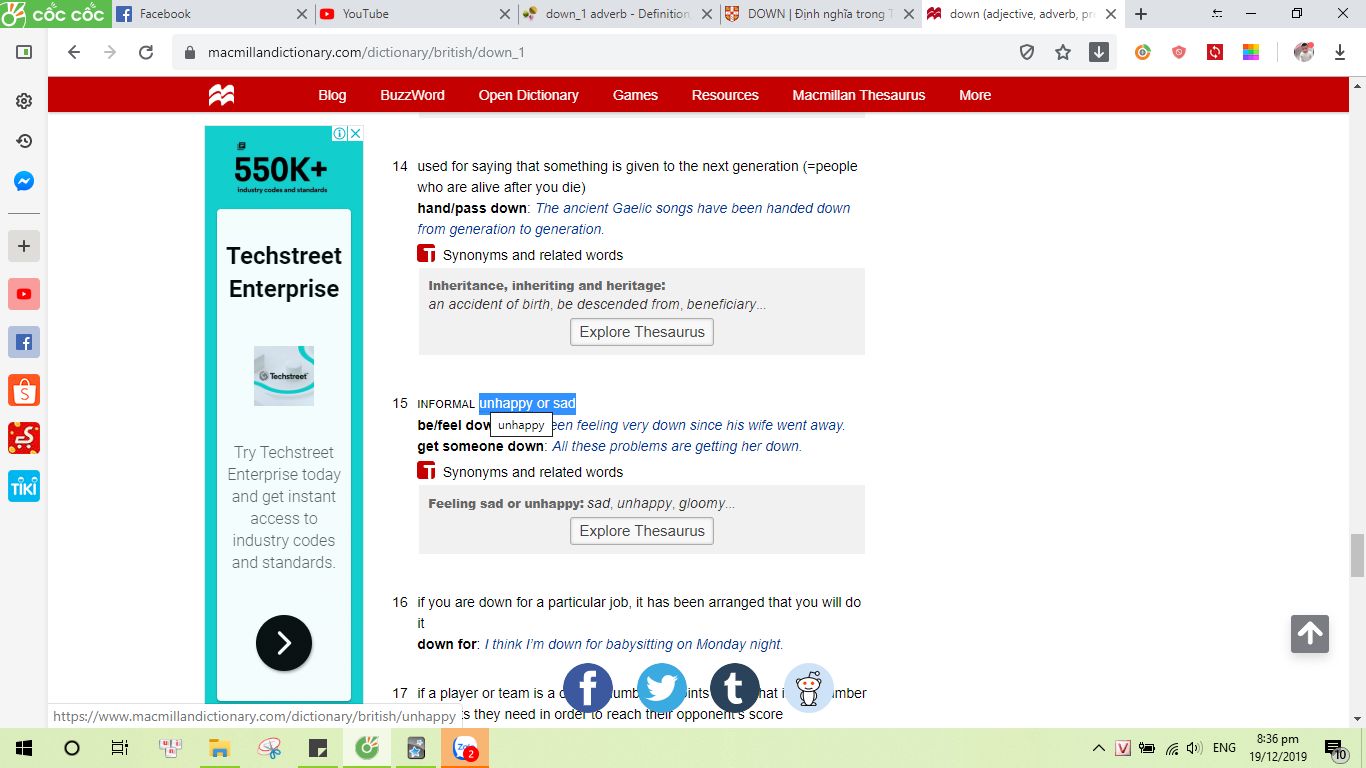 cốc cốc
Facebook
YouTube
down_1 adverb - Definition,
DOWN | Định nghĩa trong T
down (adjective, adverb, pre
macmillandictionary.com/dictionary/british/down_1
Blog BuzzWord Open Dictionary Games Resources Macmillan Thesaurus More
550K+
industry codes and standards
Techstreet
Enterprise
Techstreet
Try Techstreet
Enterprise today
and get instant
access to
industry codes
and standards.
14 used for saying that something is given to the next generation (=people
who are alive after you die)
hand/pass down: The ancient Gaelic songs have been handed down
from generation to generation.
T Synonyms and related words
Inheritance, inheriting and heritage:
an accident of birth, be descended from, beneficiary...
Explore Thesaurus
15 INFORMAL unhappy or sad
unhappy
be/feel dow een feeling very down since his wife went away.
get someone down: All these problems are getting her down.
T Synonyms and related words
Feeling sad or unhappy: sad, unhappy, gloomy...
Explore Thesaurus
16 if you are down for a particular job, it has been arranged that you will do
it
down for: I think I'm down for babysitting on Monday night.
17 if a player or team is a
they need in order to reach their opponent's score
https://www.macmillandictionary.com/dictionary/british/unhappy
TIKI
2
V
ENG
8:36 pm
19/12/2019
10